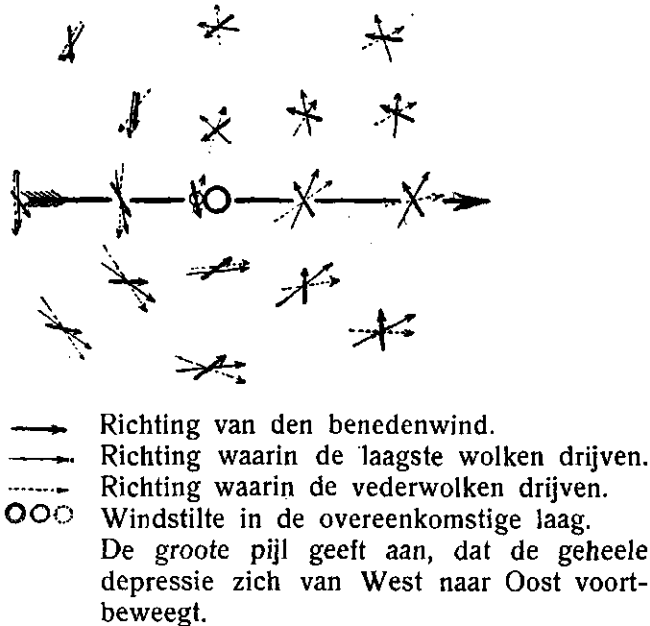 Richting van den benedenwind.
Richting waarin de laagste wolken drijven.
Richting waarin de vederwolken drijven.
Windstilte in de overeenkomstige laag.
De groote pijl geeft aan, dat de geheele
depressie zich van West naar Oost voort-
beweegt.